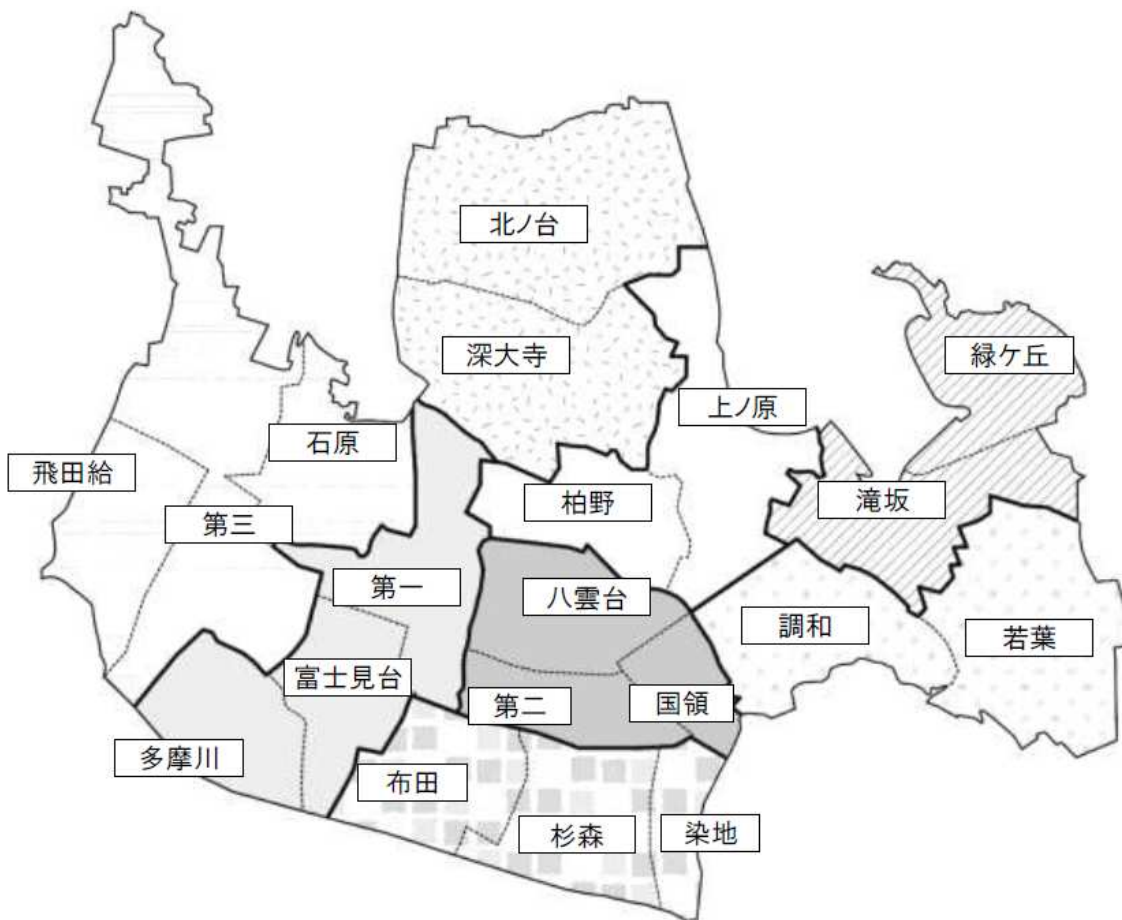 北ノ台
深大寺
緑ケ丘
上ノ原
石原
飛田給
柏野
滝坂
第三
第一
八雲台
調和
若葉
富士見台
第二
国領
多摩川
布田
杉森
染地